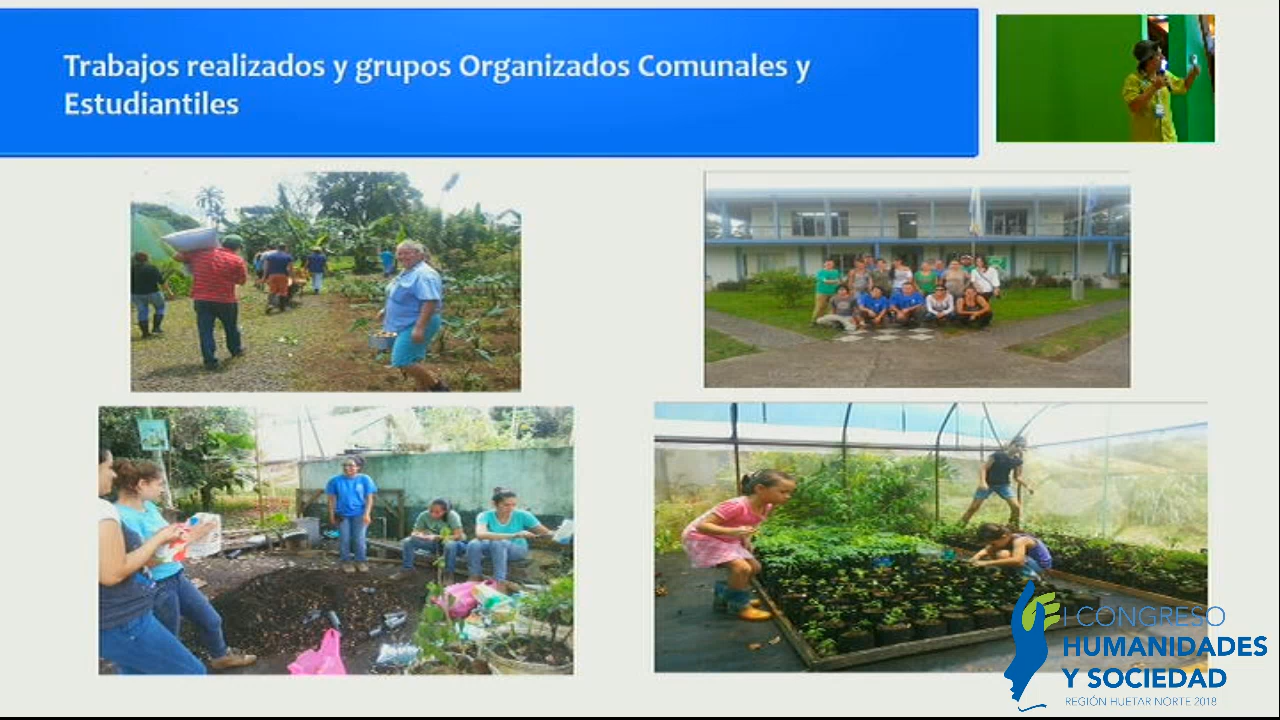 Trabajos realizados y grupos Organizados Comunales y
Estudiantiles
I CONGRESO
HUMANIDADES
Y SOCIEDAD
REGIÓN HUETAR NORTE 2018